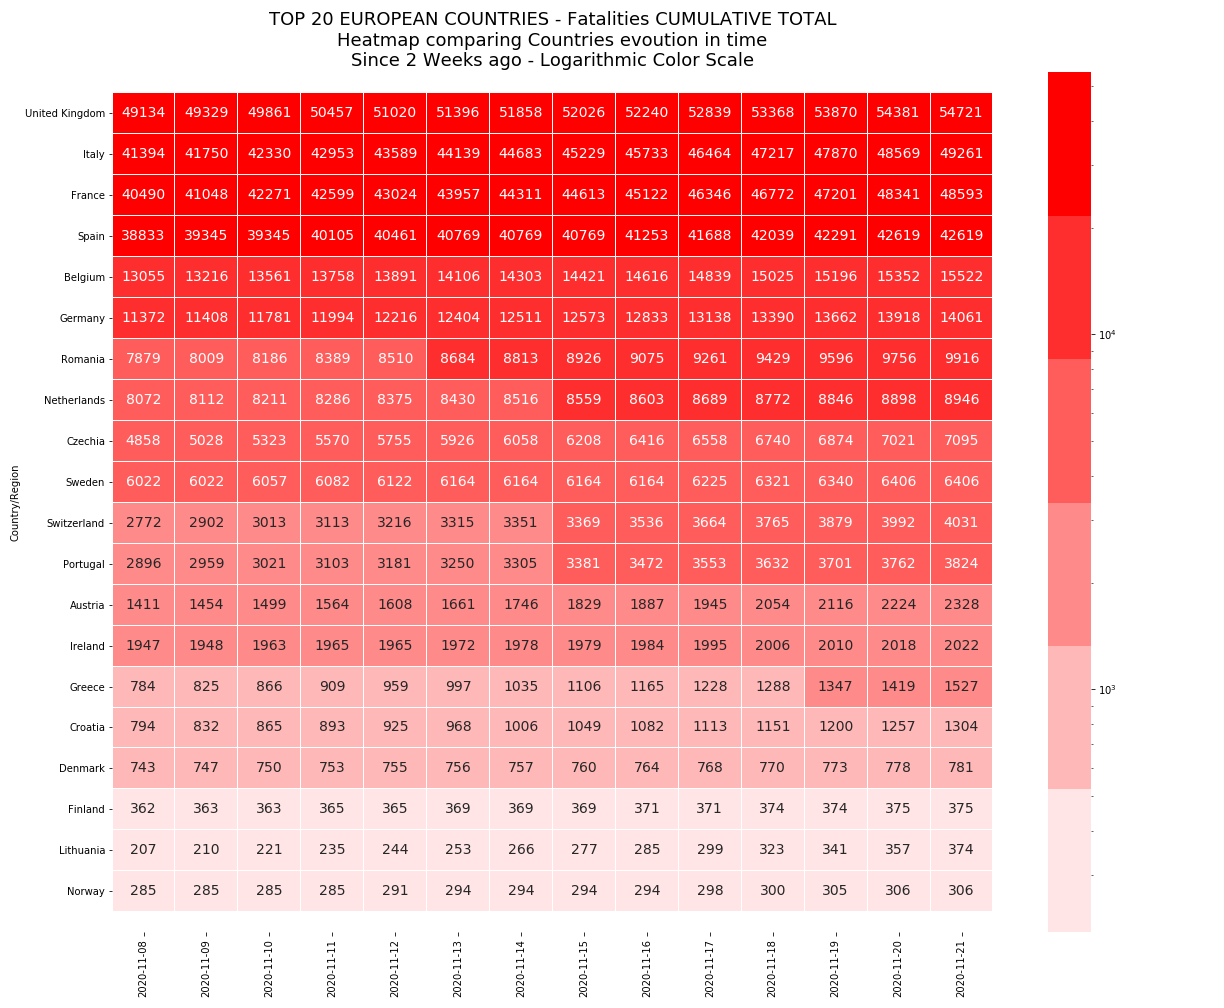 TOP 20 EUROPEAN COUNTRIES - Fatalities CUMULATIVE TOTAL
Heatmap comparing Countries evoution in time
Since 2 Weeks ago - Logarithmic Color Scale
Country/Region
United Kingdom 49134 49329 49861 50457 51020 51396 51858 52026 52240 52839 53368 53870 54381 54721
Italy 41394 41750 42330 42953 43589 44139 44683 45229 45733 46464 47217 47870 48569 49261
France 40490 41048 42271 42599 43024 43957 44311 44613 45122 46346 46772 47201 48341 48593
Spain 38833 39345 39345 40105 40461 40769 40769 40769 41253 41688 42039 42291 42619 42619
Belgium 13055 13216 13561 13758 13891 14106 14303 14421 14616 14839 15025 15196 15352 15522
Germany 11372 11408 11781 11994 12216 12404 12511 12573 12833 13138 13390 13662 13918 14061
Romania 7879 8009 8186 8389 8510 8684 8813 8926 9075 9261 9429 9596 9756 9916
Netherlands 8072 8112 8211 8286 8375 8430 8516 8559 8603 8689 8772 8846 8898 8946
Czechia 4858 5028 5323 5570 5755 5926 6058 6208 6416 6558 6740 6874 7021 7095
Sweden 6022 6022 6057 6082 6122 6164 6164 6164 6164 6225 6321 6340 6406 6406
Switzerland 2772 2902 3013 3113 3216 3315 3351 3369 3536 3664 3765 3879 3992 4031
Portugal 2896 2959 3021 3103 3181 3250 3305 3381 3472 3553 3632 3701 3762 3824
Austria 1411 1454 1499 1564 1608 1661 1746 1829 1887 1945 2054 2116 2224 2328
Ireland 1947 1948 1963 1965 1965 1972 1978 1979 1984 1995 2006 2010 2018 2022
Greece 784 825 866 909 959 997 1035 1106 1165 1228 1288 1347 1419 1527
Croatia 794 832 865 893 925 968 1006 1049 1082 1113 1151 1200 1257 1304
Denmark 743 747 750 753 755 756 757 760 764 768 770 773 778 781
Finland 362 363 363 365 365 369 369 369 371 371 374 374 375 375
Lithuania 207 210 221 235 244 253 266 277 285 299 323 341 357 374
Norway 285 285 285 285 291 294 294 294 294 298 300 305 306 306
2020-11-08 2020-11-09 2020-11-10 2020-11-11 2020-11-12 2020-11-13 2020-11-14 2020-11-15 2020-11-16 2020-11-17 2020-11-18 2020-11-19 2020-11-20 2020-11-21
10⁴
10³